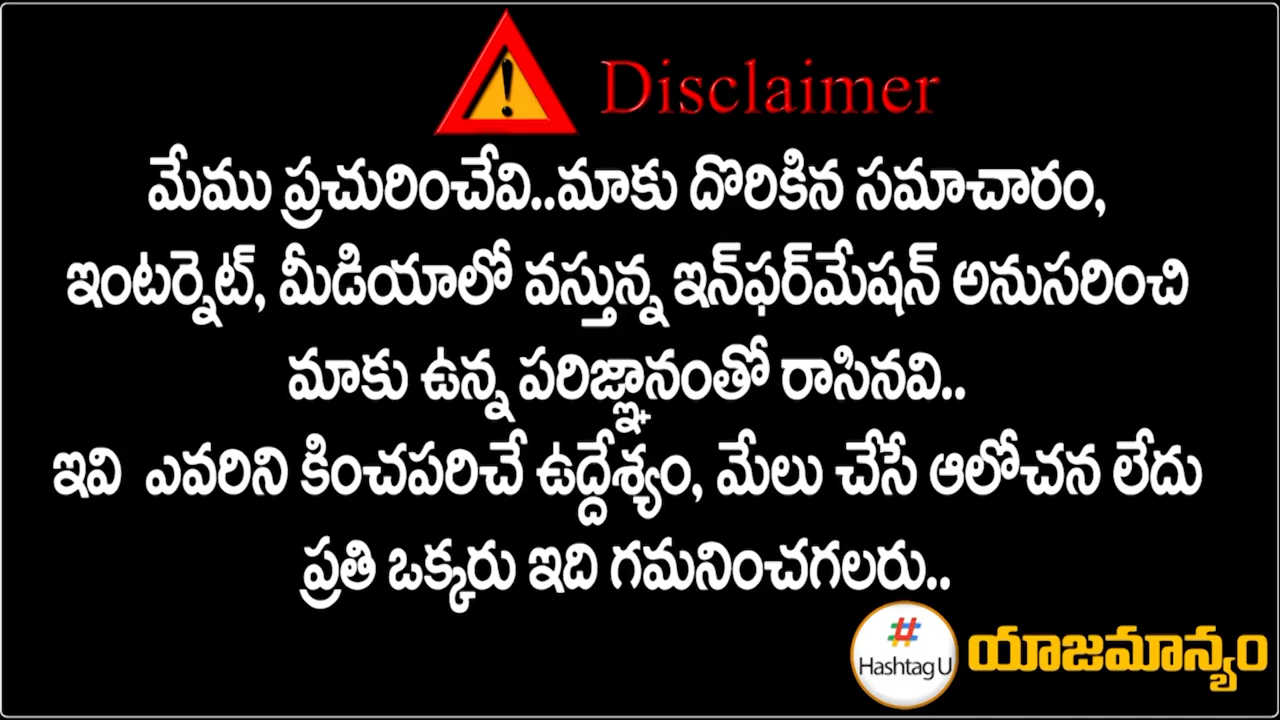 Disclaimer
మేము ప్రచురించేవి..మాకు దొరికిన సమాచారం,
ఇంటర్నెట్, మీడియాలో వస్తున్న ఇన్‌ఫర్‌మేషన్ అనుసరించి
మాకు ఉన్న పరిజ్ఞానంతో రాసినవి..
ఇవి ఎవరిని కించపరిచే ఉద్దేశ్యం, మేలు చేసే ఆలోచన లేదు
ప్రతి ఒక్కరు ఇది గమనించగలరు..
#
Hashtag U
యాజమాన్యం